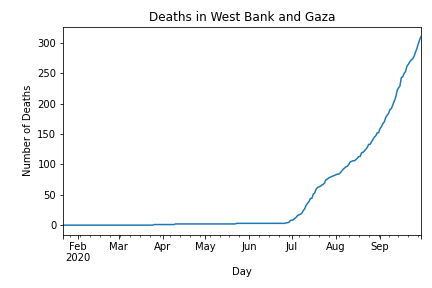 Deaths in West Bank and Gaza
Number of Deaths
300
250
200
150
100
50
0
Feb Mar Apr May Jun Jul Aug Sep
2020
Day